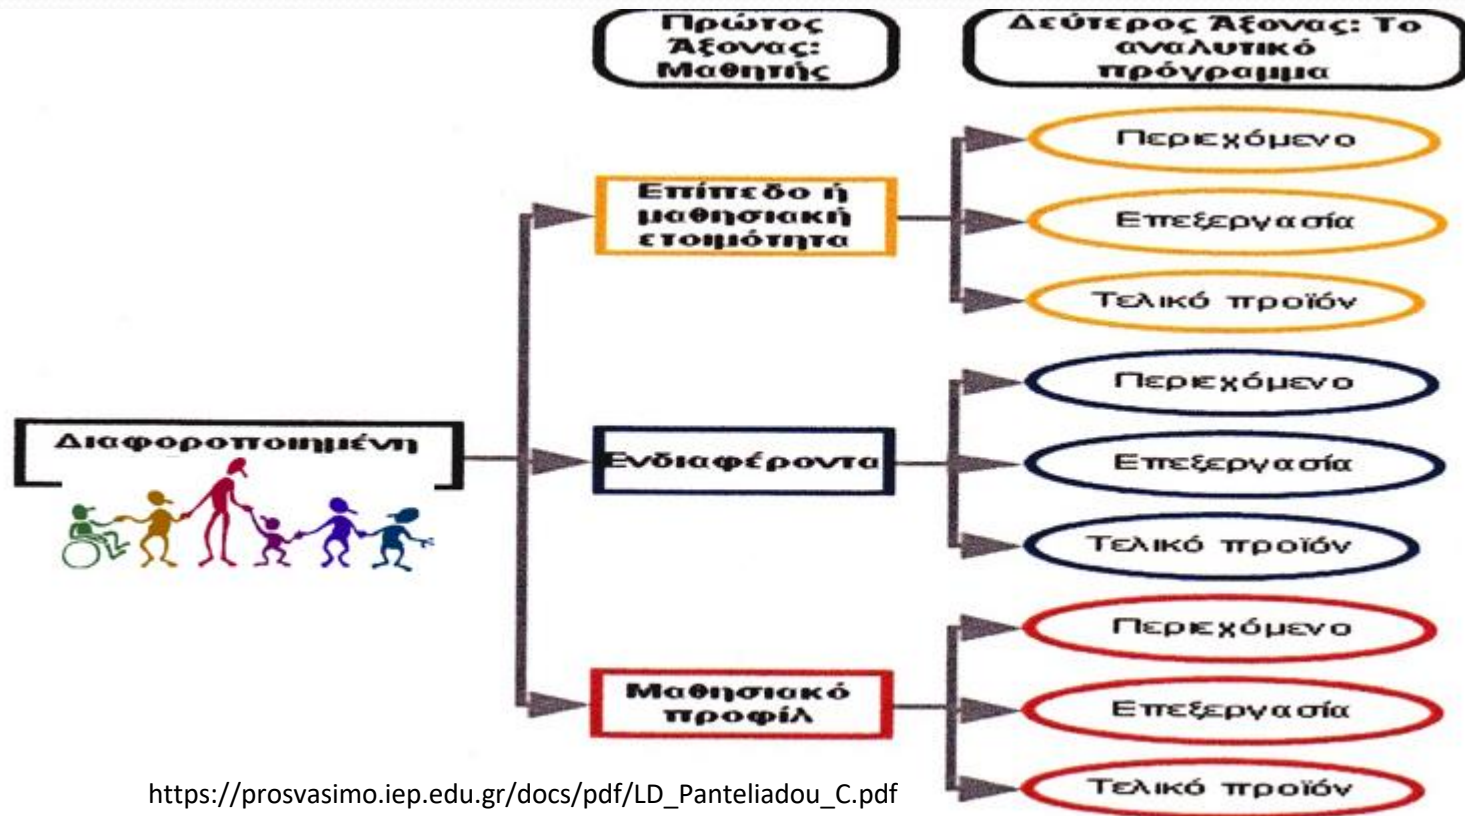 Πρώτος
Άξονας:
Μαθητής
Δεύτερος Άξονας: Το
αναλυτικό
πρόγραμμα
Διαφοροποιημένη
Επίπεδο ή
μαθησιακή
ετοιμότητα
Περιεχόμενο
Επεξεργασία
Τελικό προϊόν
Ενδιαφέροντα
Περιεχόμενο
Επεξεργασία
Τελικό προϊόν
Μαθησιακό
προφίλ
Περιεχόμενο
Επεξεργασία
Τελικό προϊόν
https://prosvasimo.iep.edu.gr/docs/pdf/LD_Panteliadou_C.pdf